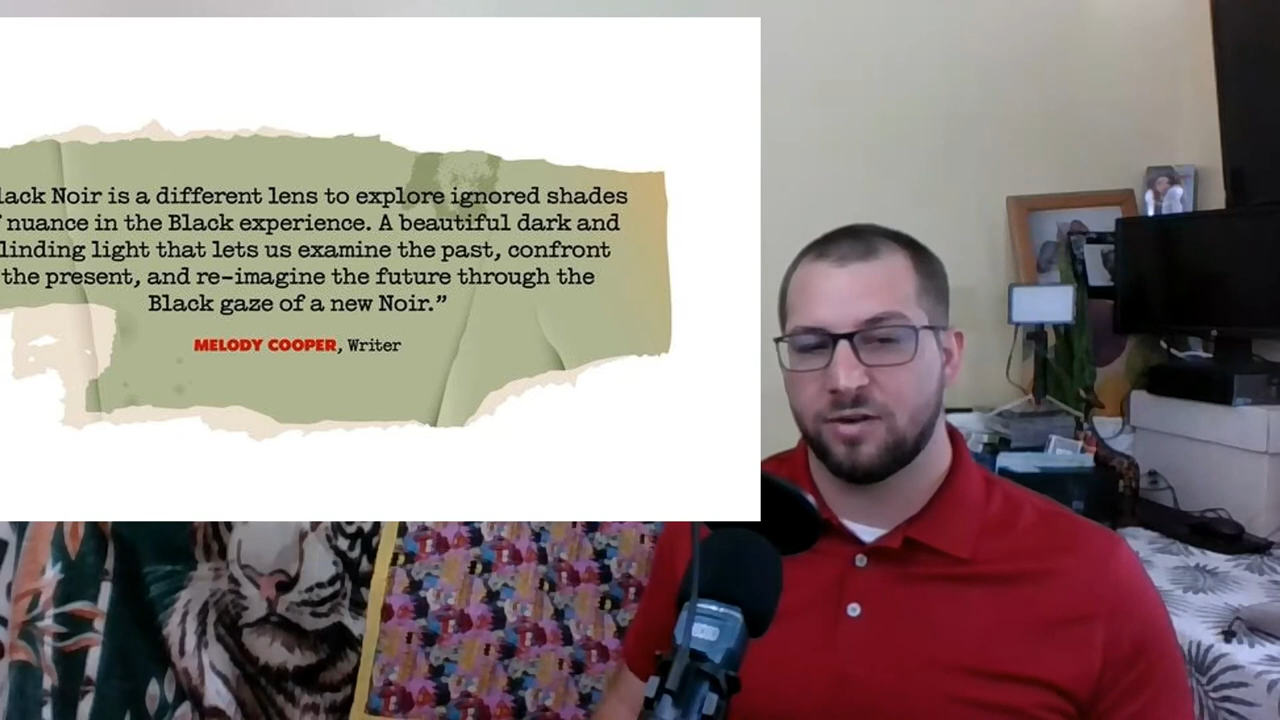 lack Noir is a different lens to explore ignored shades
f nuance in the Black experience. A beautiful dark and
linding light that lets us examine the past, confront
the present, and re-imagine the future through the
Black gaze of a new Noir.”
MELODY COOPER, Writer